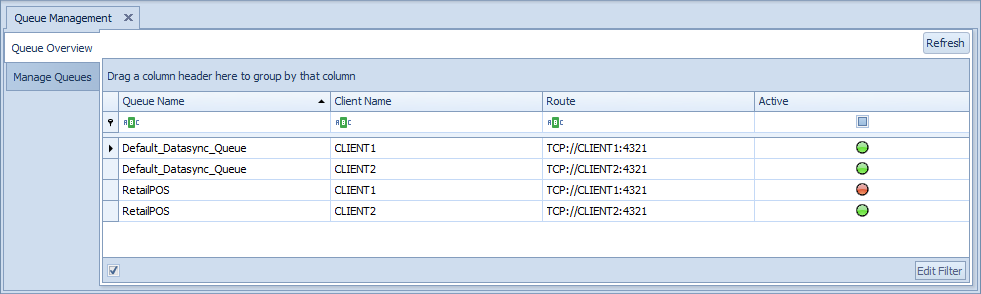 Queue Management
Queue Overview
Refresh
Manage Queues
Drag a column header here to group by that column
Queue Name Client Name Route Active
ABC ABC ABC
Default_Datasync_Queue CLIENT1 TCP://CLIENT1:4321
Default_Datasync_Queue CLIENT2 TCP://CLIENT2:4321
RetailPOS CLIENT1 TCP://CLIENT1:4321
RetailPOS CLIENT2 TCP://CLIENT2:4321
Edit Filter